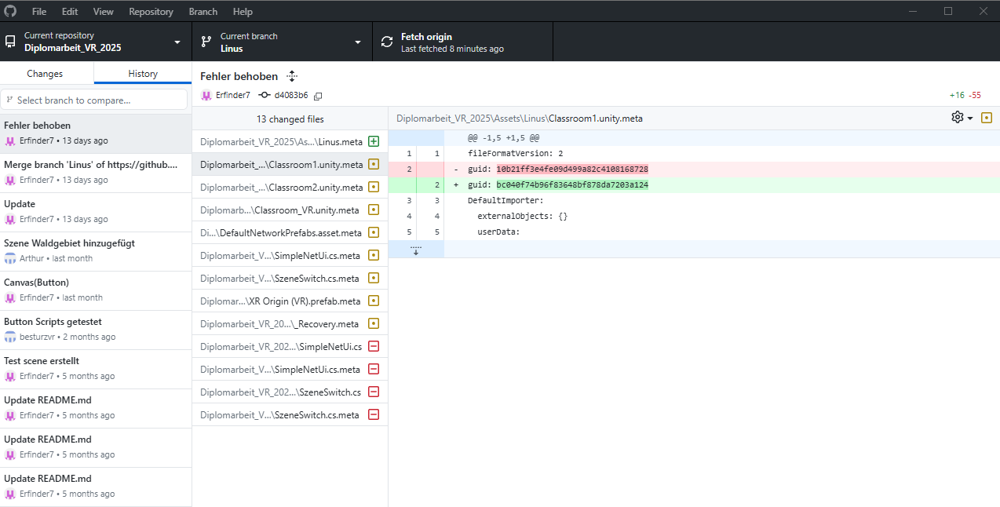 File Edit View Repository Branch Help
Current repository
Diplomarbeit_VR_2025
Current branch
Linus
Fetch origin
Last fetched 8 minutes ago
Changes History
Select branch to compare...
Fehler behoben
Erfinder7 • 13 days ago
Merge branch 'Linus' of https://github....
Erfinder7 • 13 days ago
Update
Erfinder7 • 13 days ago
Szene Waldgebiet hinzugefügt
Arthur • last month
Canvas(Button)
Erfinder7 • last month
Button Scripts getestet
besturzvr • 2 months ago
Test scene erstellt
Erfinder7 • 5 months ago
Update README.md
Erfinder7 • 5 months ago
Update README.md
Erfinder7 • 5 months ago
Update README.md
Erfinder7 • 5 months ago
Fehler behoben
Erfinder7 d4083b6 +16 -55
13 changed files
Diplomarbeit_VR_2025\As...\Linus.meta
Diplomarbeit_...\Classroom1.unity.meta
Diplomarbeit_...\Classroom2.unity.meta
Diplomarb...\Classroom_VR.unity.meta
Di...\DefaultNetworkPrefabs.asset.meta
Diplomarbeit_V...\SimpleNetUi.cs.meta
Diplomarbeit_V...\SzeneSwitch.cs.meta
Diplomar...\XR Origin (VR).prefab.meta
Diplomarbeit_VR_20...\_Recovery.meta
Diplomarbeit_VR_202...\SimpleNetUi.cs
Diplomarbeit_V...\SimpleNetUi.cs.meta
Diplomarbeit_VR_202...\SzeneSwitch.cs
Diplomarbeit_V...\SzeneSwitch.cs.meta
Diplomarbeit_VR_2025\Assets\Linus\Classroom1.unity.meta
@@ -1,5 +1,5 @@
1 1 fileFormatVersion: 2
2 - guid: 10b21ff3e4fe09d499a82c4108168728
2 + guid: bc040f74b96f83648bf878da7203a124
3 3 DefaultImporter:
4 4 externalObjects: {}
5 5 userData: